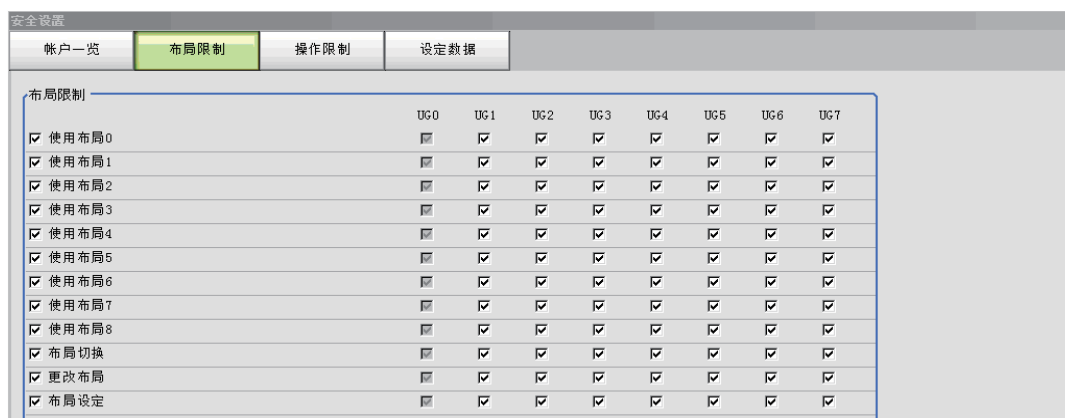 安全设置
帐户一览 布局限制 操作限制 设定数据
布局限制
UG0 UG1 UG2 UG3 UG4 UG5 UG6 UG7
使用布局0
使用布局1
使用布局2
使用布局3
使用布局4
使用布局5
使用布局6
使用布局7
使用布局8
布局切换
更改布局
布局设定